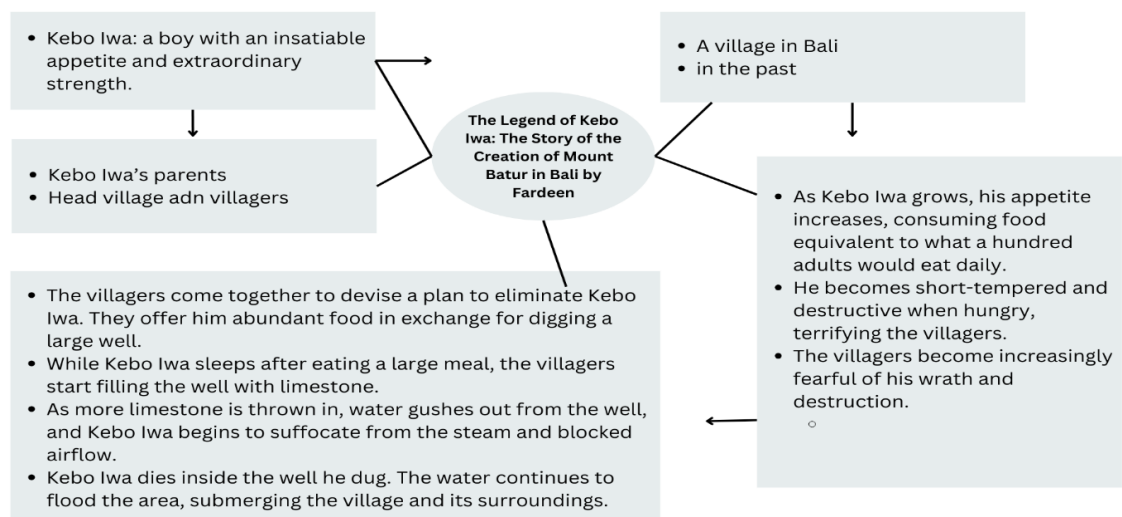 • Kebo Iwa: a boy with an insatiable
appetite and extraordinary
strength.
• Kebo Iwa's parents
• Head village adn villagers
The Legend of Kebo
Iwa: The Story of the
Creation of Mount
Batur in Bali by
Fardeen
• A village in Bali
• in the past
• As Kebo Iwa grows, his appetite
increases, consuming food
equivalent to what a hundred
adults would eat daily.
• He becomes short-tempered and
destructive when hungry,
terrifying the villagers.
• The villagers become increasingly
fearful of his wrath and
destruction.
• The villagers come together to devise a plan to eliminate Kebo
Iwa. They offer him abundant food in exchange for digging a
large well.
• While Kebo Iwa sleeps after eating a large meal, the villagers
start filling the well with limestone.
• As more limestone is thrown in, water gushes out from the well,
and Kebo Iwa begins to suffocate from the steam and blocked
airflow.
• Kebo Iwa dies inside the well he dug. The water continues to
flood the area, submerging the village and its surroundings.